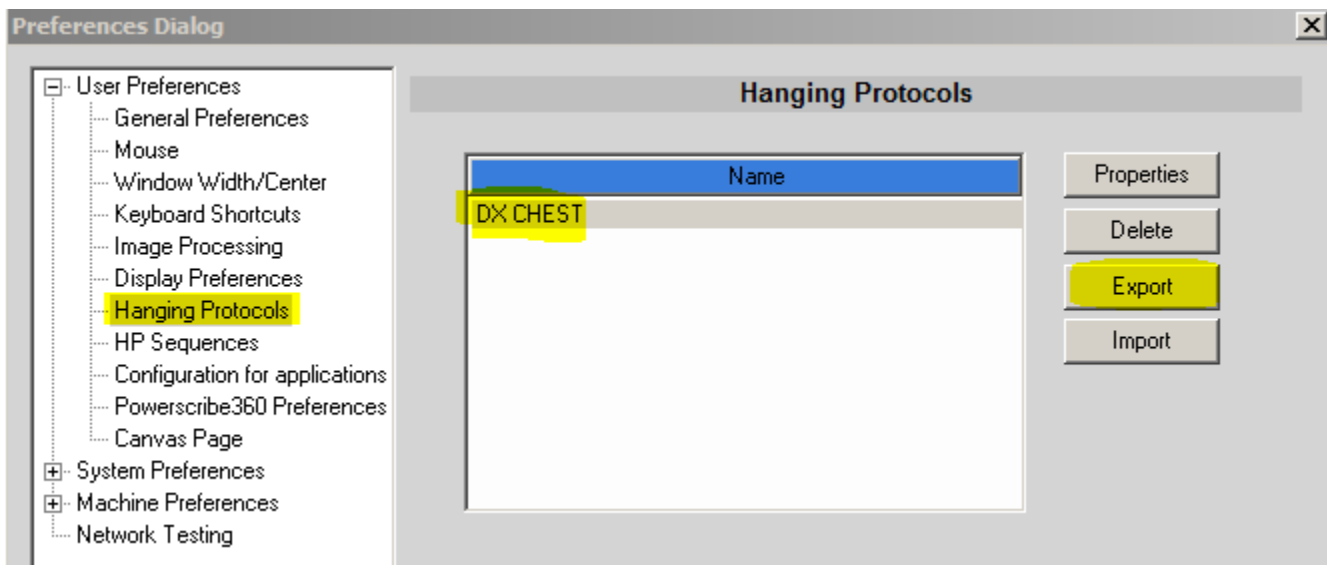 Preferences Dialog
User Preferences
General Preferences
Mouse
Window Width/Center
Keyboard Shortcuts
Image Processing
Display Preferences
Hanging Protocols
HP Sequences
Configuration for applications
Powerscribe360 Preferences
Canvas Page
System Preferences
Machine Preferences
Network Testing
Hanging Protocols
Name
DX CHEST
Properties
Delete
Export
Import